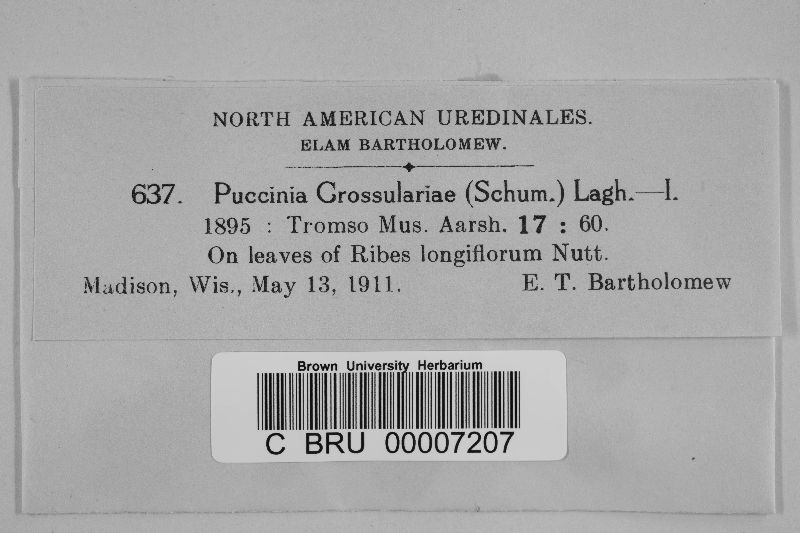 NORTH AMERICAN UREDINALES.
ELAM BARTHOLOMEW.
637. Puccinia Grossulariae (Schum.) Lagh.—I.
1895 : Tromso Mus. Aarsh. 17 : 60.
On leaves of Ribes longiflorum Nutt.
Madison, Wis., May 13, 1911. E. T. Bartholomew
Brown University Herbarium
C BRU 00007207